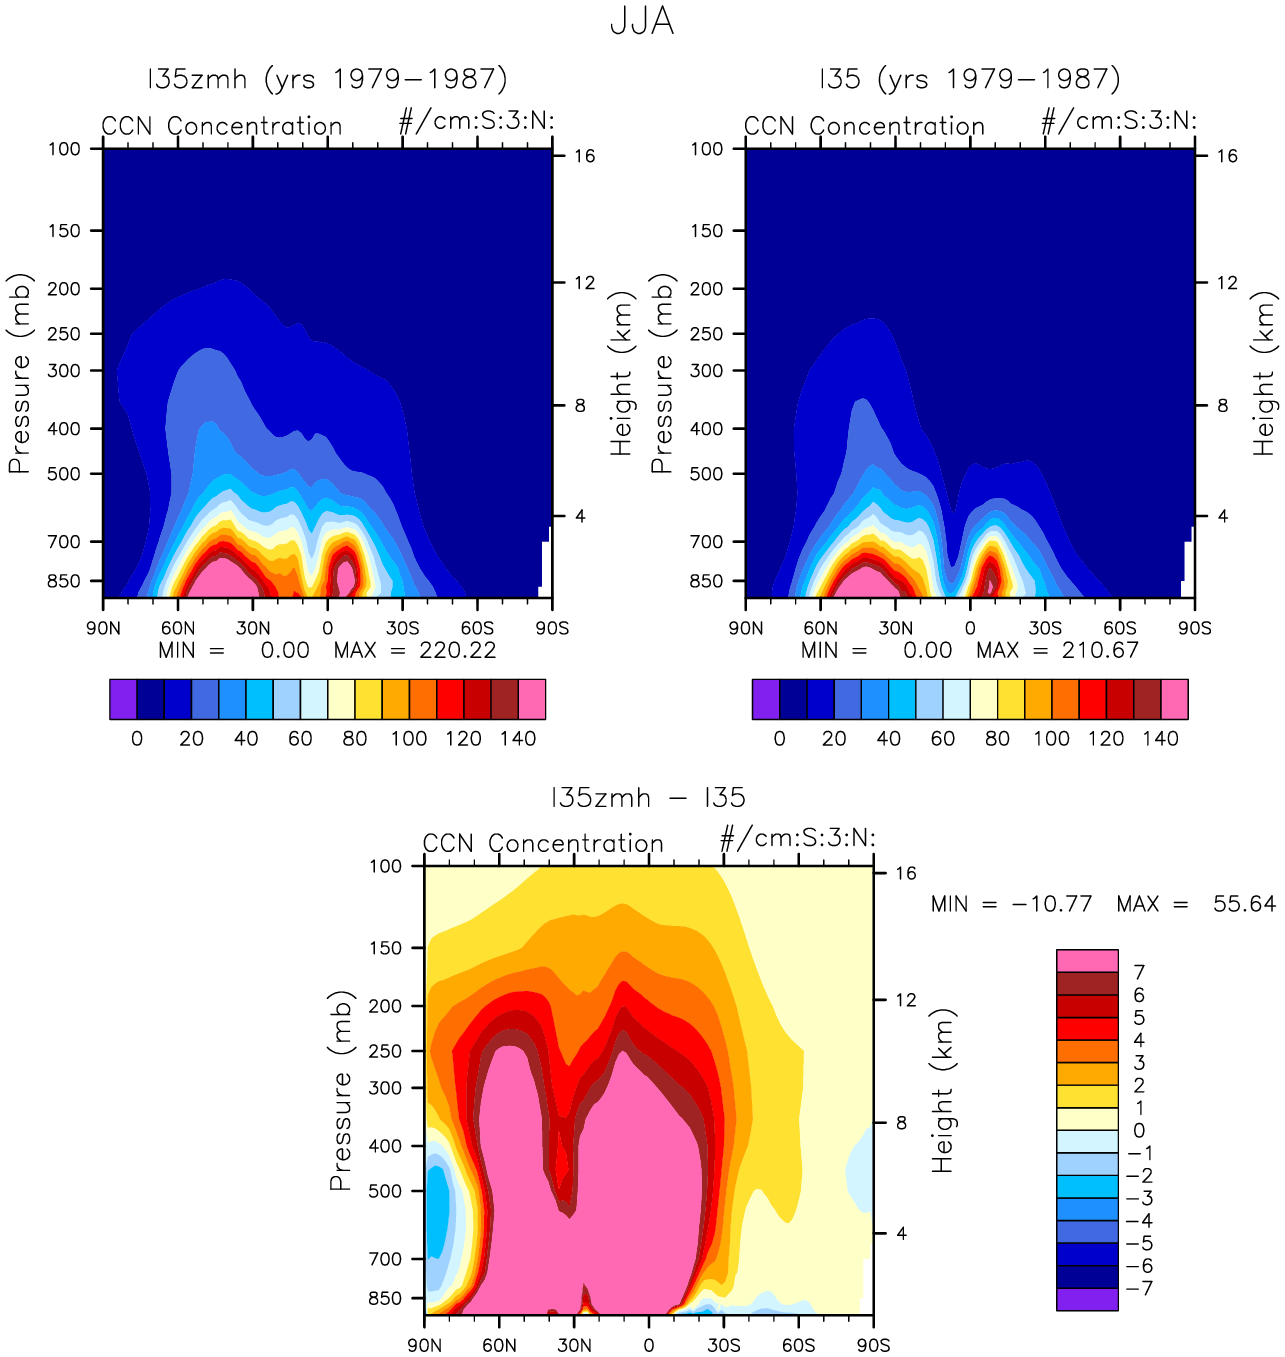 JJA
I35zmh (yrs 1979−1987)
CCN Concentration #/cm:S:3:N:
100
150
200
250
300
400
500
700
850
Pressure (mb)
16
12
8
4
Height (km)
90N 60N 30N 0 30S 60S 90S
MIN = 0.00 MAX = 220.22
0 20 40 60 80 100 120 140
I35 (yrs 1979−1987)
CCN Concentration #/cm:S:3:N:
100
150
200
250
300
400
500
700
850
Pressure (mb)
16
12
8
4
Height (km)
90N 60N 30N 0 30S 60S 90S
MIN = 0.00 MAX = 210.67
0 20 40 60 80 100 120 140
I35zmh − I35
CCN Concentration #/cm:S:3:N:
100
150
200
250
300
400
500
700
850
Pressure (mb)
16
12
8
4
Height (km)
90N 60N 30N 0 30S 60S 90S
MIN = −10.77 MAX = 55.64
7
6
5
4
3
2
1
0
−1
−2
−3
−4
−5
−6
−7